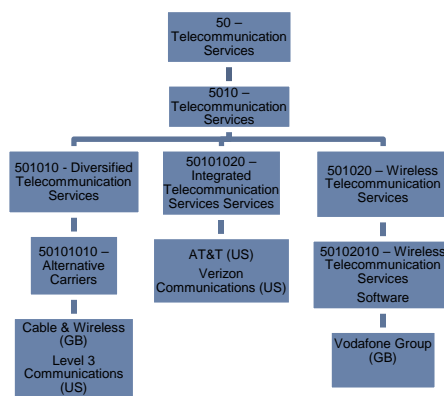 50 –
Telecommunication
Services
5010 –
Telecommunication
Services
501010 - Diversified
Telecommunication
Services
50101020 –
Integrated
Telecommunication
Services Services
501020 – Wireless
Telecommunication
Services
50101010 –
Alternative
Carriers
AT&T (US)
Verizon
Communications (US)
50102010 – Wireless
Telecommunication
Services
Software
Cable & Wireless
(GB)
Level 3
Communications
(US)
Vodafone Group
(GB)